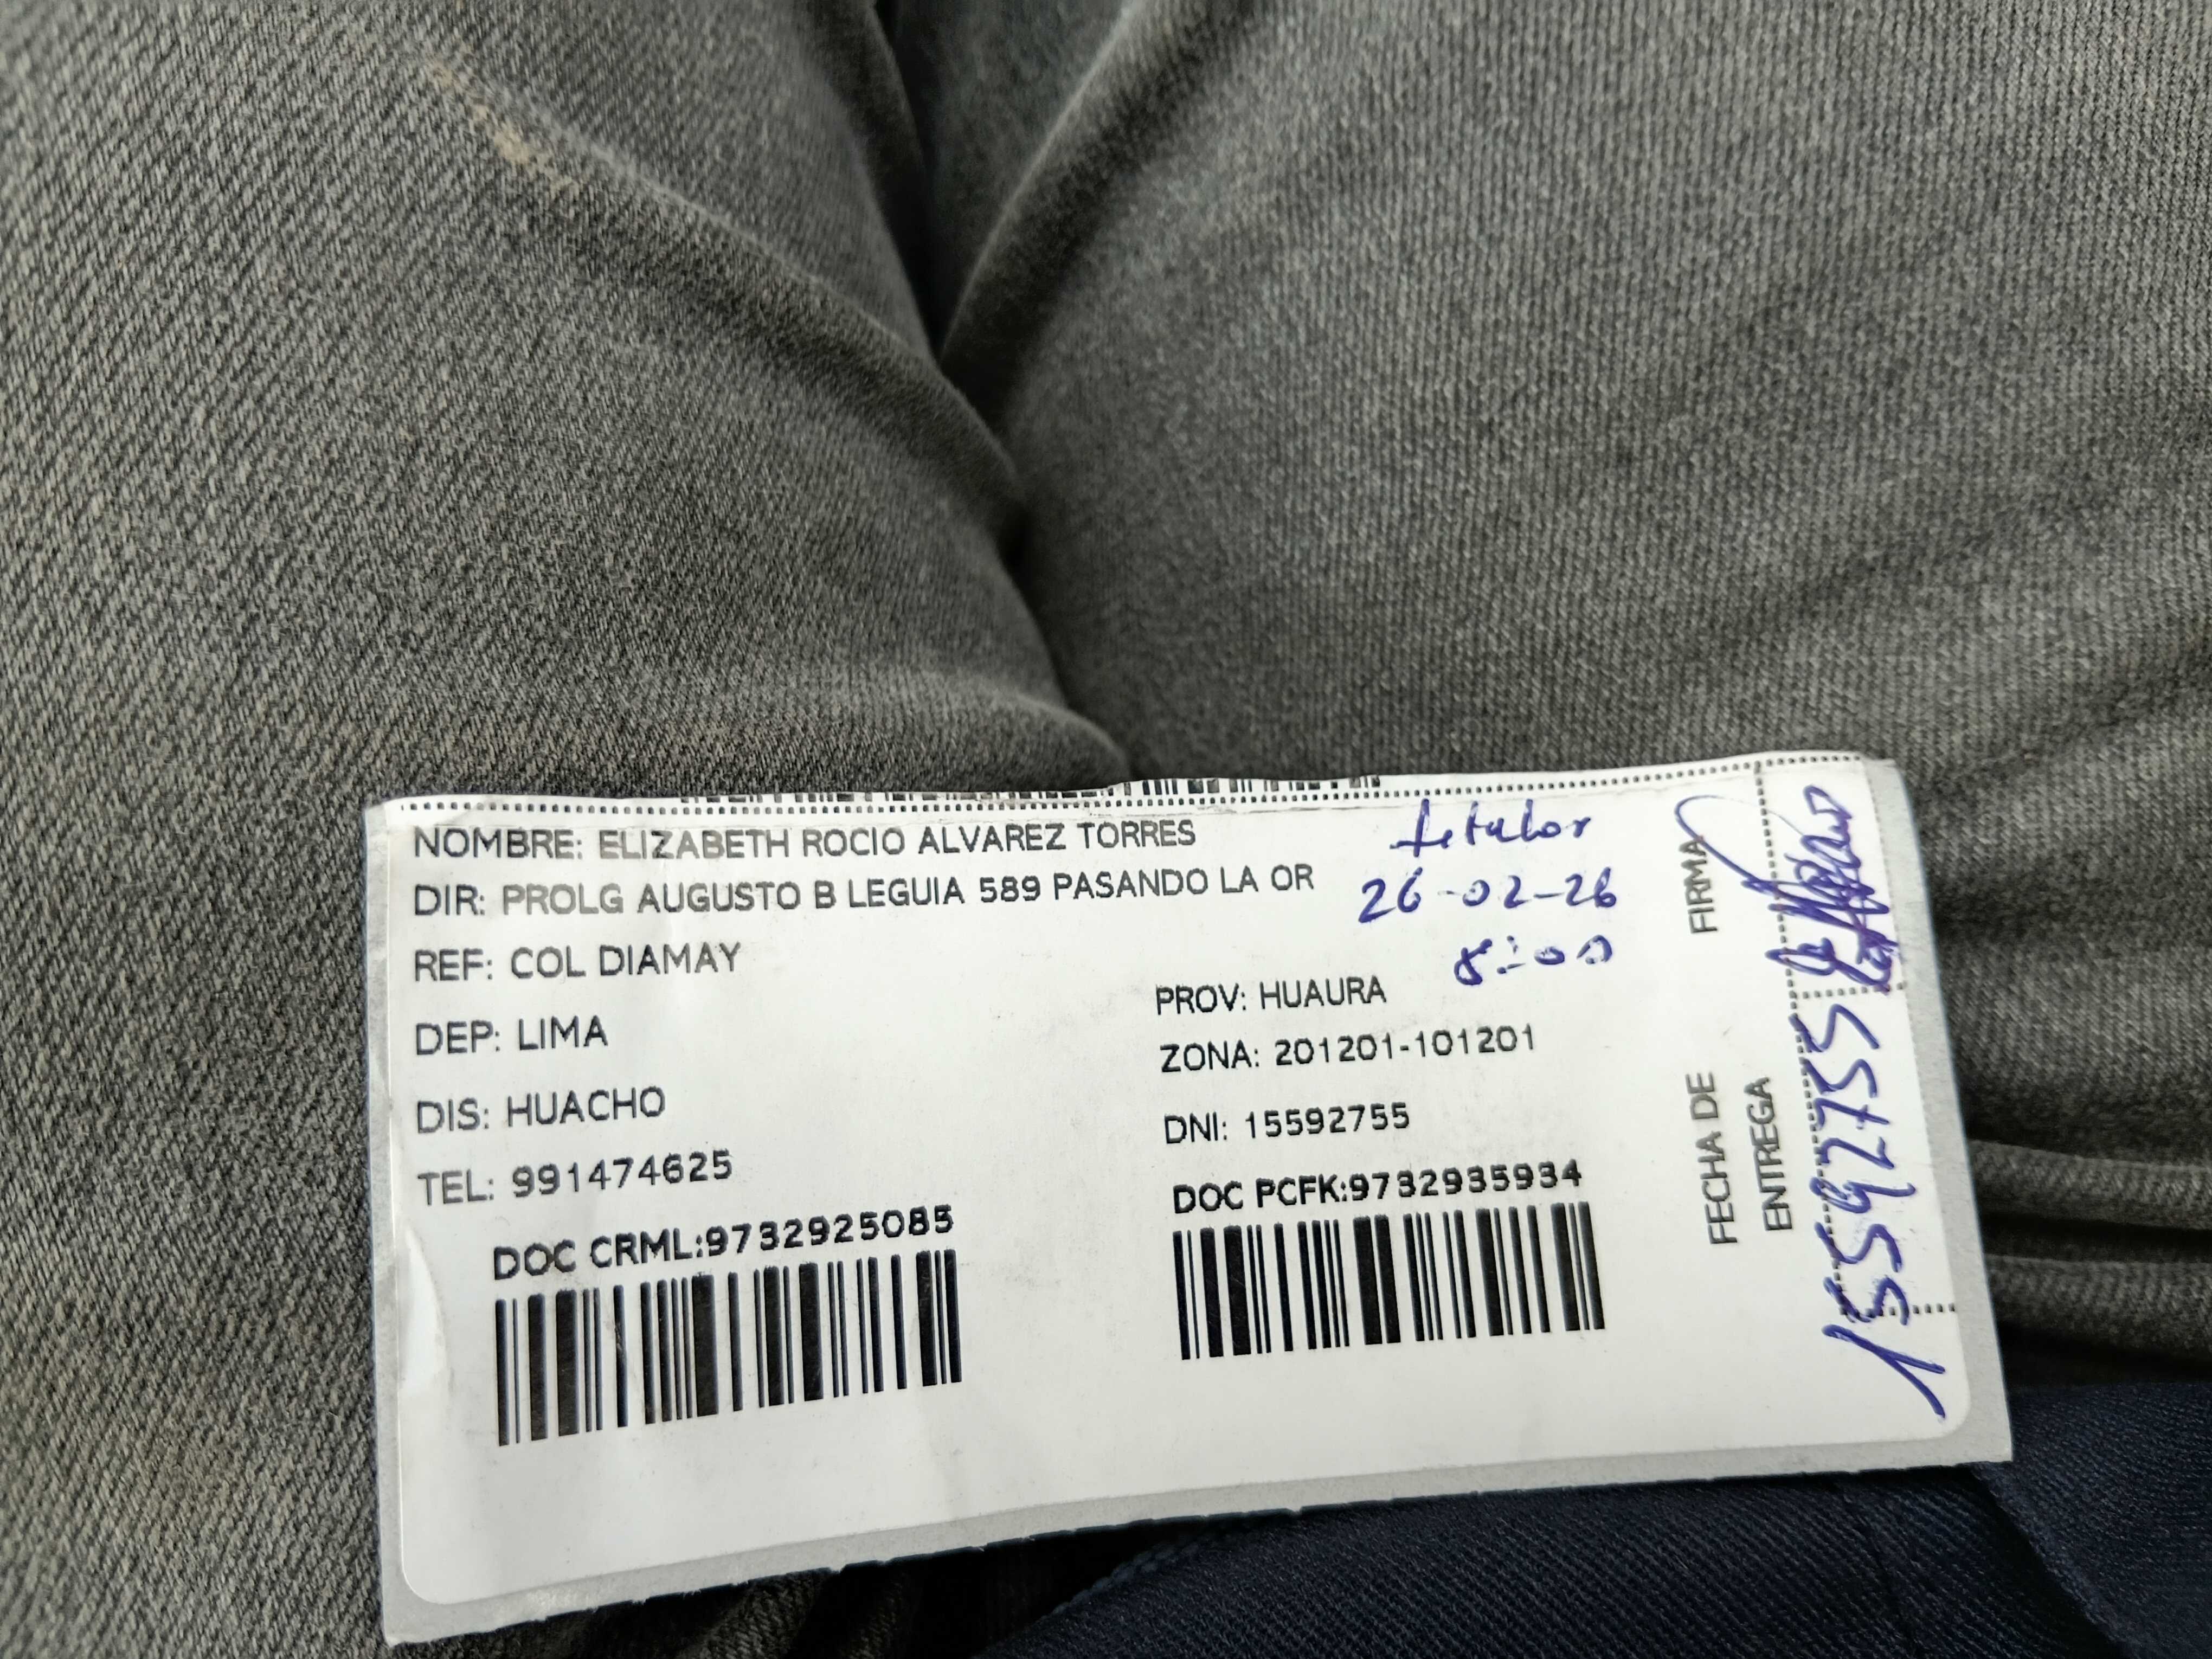 NOMBRE: ELIZABETH ROCIO ALVAREZ TORRES
titular
DIR: PROLG AUGUSTO B LEGUIA 589 PASANDO LA OR
26-02-26
REF: COL DIAMAY
8:00
DEP: LIMA
PROV: HUAURA
ZONA: 201201-101201
DIS: HUACHO
DNI: 15592755
TEL: 991474625
DOC CRML:9732925085
DOC PCFK:9732935934
FIRMA
FECHA DE
ENTREGA
15592755